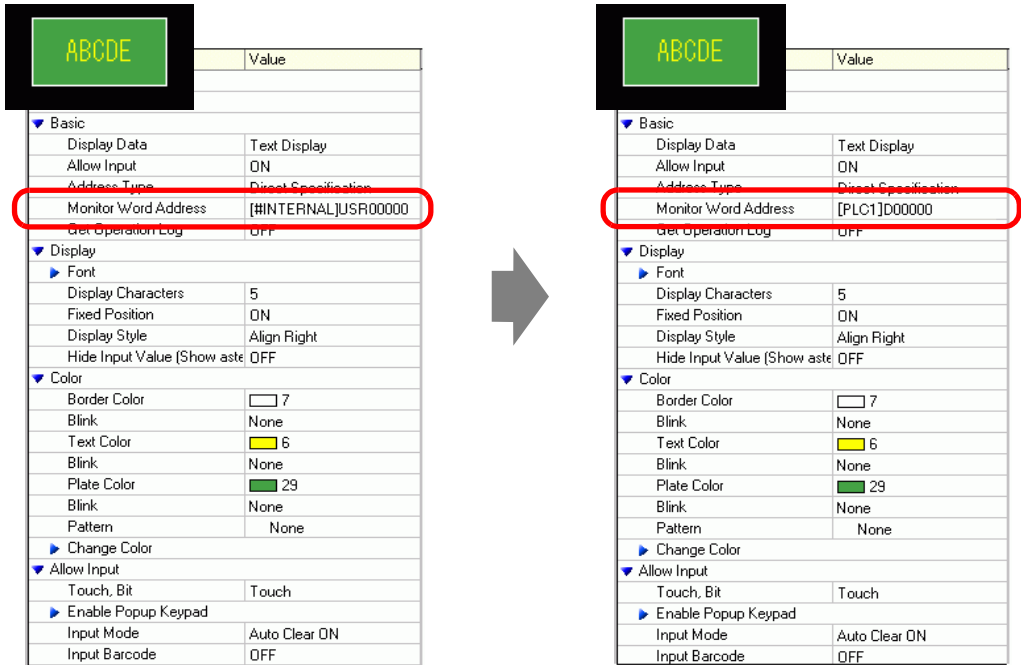 ABCDE
Value
Basic
Display Data Text Display
Allow Input ON
Address Type Direct Specification
Monitor Word Address [#INTERNAL]USR00000
Get Operation Log OFF
Display
Font
Display Characters 5
Fixed Position ON
Display Style Align Right
Hide Input Value (Show aste OFF
Color
Border Color 7
Blink None
Text Color 6
Blink None
Plate Color 29
Blink None
Pattern None
Change Color
Allow Input
Touch, Bit Touch
Enable Popup Keypad
Input Mode Auto Clear ON
Input Barcode OFF
ABCDE
Value
Basic
Display Data Text Display
Allow Input ON
Address Type Direct Specification
Monitor Word Address [PLC1]D00000
Get Operation Log OFF
Display
Font
Display Characters 5
Fixed Position ON
Display Style Align Right
Hide Input Value (Show aste OFF
Color
Border Color 7
Blink None
Text Color 6
Blink None
Plate Color 29
Blink None
Pattern None
Change Color
Allow Input
Touch, Bit Touch
Enable Popup Keypad
Input Mode Auto Clear ON
Input Barcode OFF